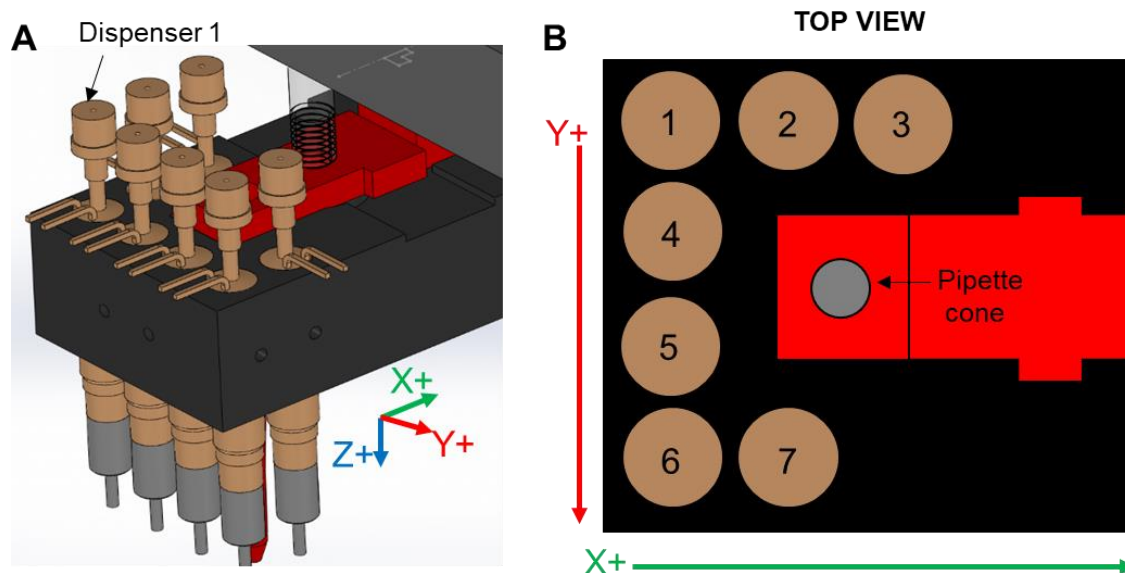 A
Dispenser 1
X+
Y+
Z+
B
TOP VIEW
Y+
1
2
3
4
Pipette
cone
5
6
7
X+